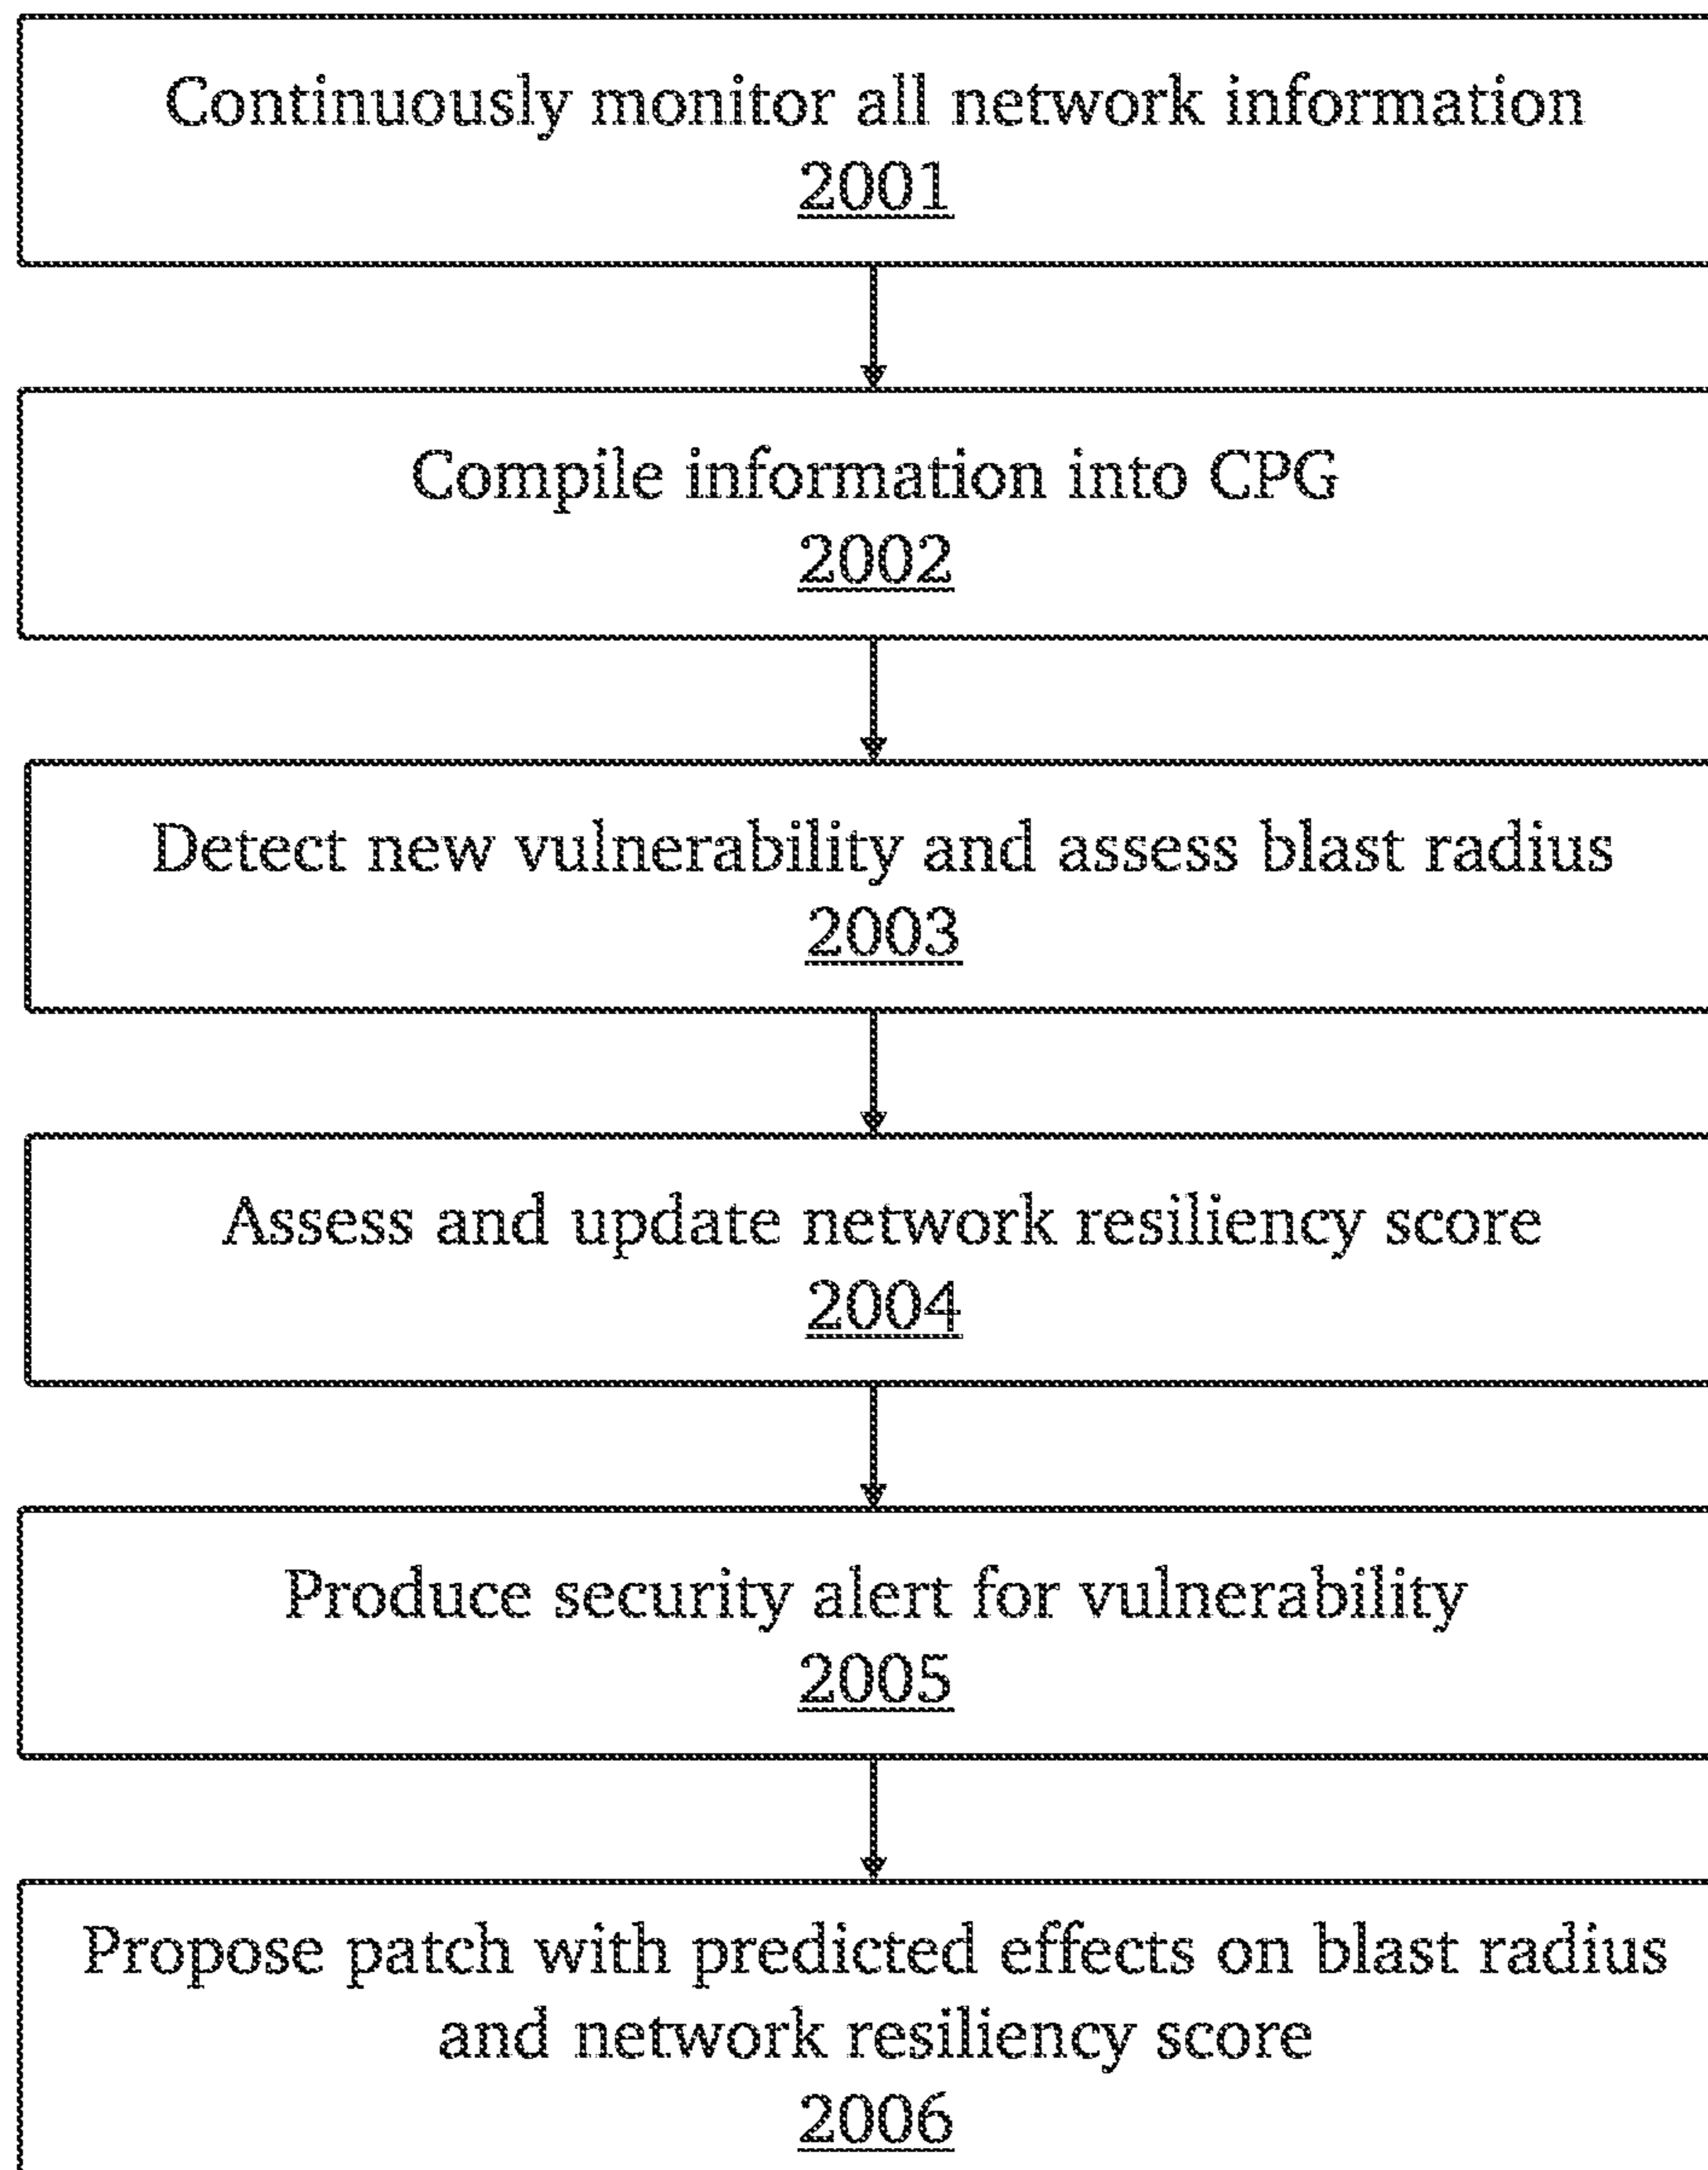 Continuously monitor all network information
2001
Compile information into CPG
2002
Detect new vulnerability and assess blast radius
2003
Assess and update network resiliency score
2004
Produce security alert for vulnerability
2005
Propose patch with predicted effects on blast radius
and network resiliency score
2006